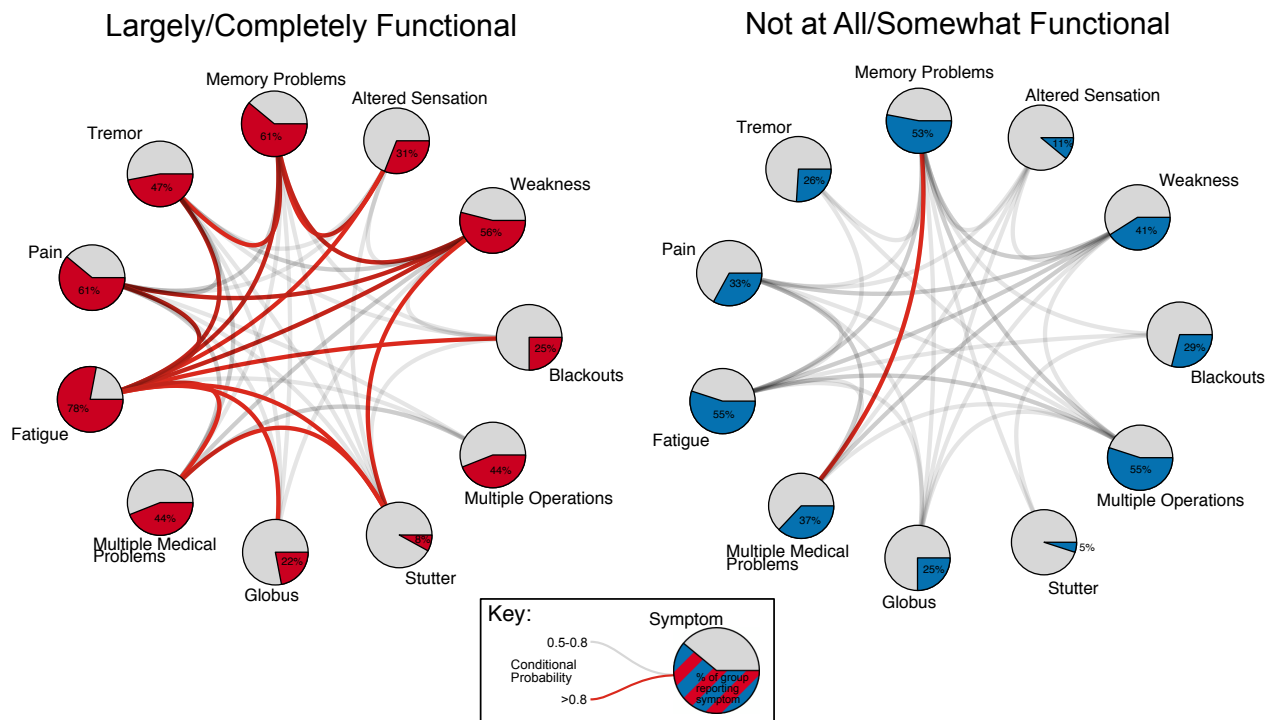 Largely/Completely Functional
Memory Problems
61%
Altered Sensation
31%
Tremor
47%
Weakness
56%
Pain
61%
Blackouts
25%
Fatigue
78%
Multiple Operations
44%
Multiple Medical
Problems
44%
Globus
22%
Stutter
8%
Not at All/Somewhat Functional
Memory Problems
53%
Altered Sensation
11%
Tremor
26%
Weakness
41%
Pain
33%
Blackouts
29%
Fatigue
55%
Multiple Operations
55%
Multiple Medical
Problems
37%
Globus
25%
Stutter
5%
Key:
Symptom
0.5-0.8
Conditional
Probability
>0.8
% of group
reporting
symptom